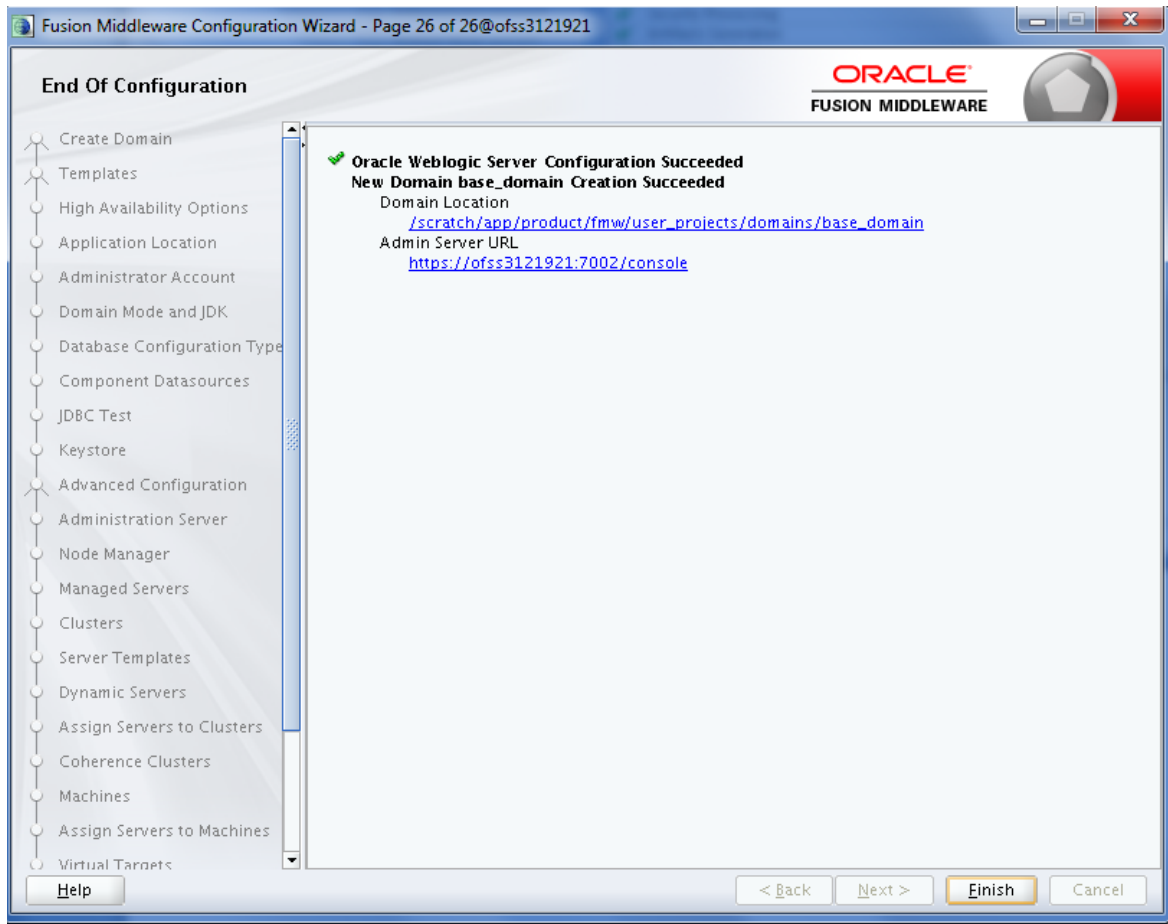 Fusion Middleware Configuration Wizard - Page 26 of 26@ofss3121921
End Of Configuration
ORACLE
FUSION MIDDLEWARE
Create Domain
Templates
High Availability Options
Application Location
Administrator Account
Domain Mode and JDK
Database Configuration Type
Component Datasources
JDBC Test
Keystore
Advanced Configuration
Administration Server
Node Manager
Managed Servers
Clusters
Server Templates
Dynamic Servers
Assign Servers to Clusters
Coherence Clusters
Machines
Assign Servers to Machines
Virtual Targets
Oracle Weblogic Server Configuration Succeeded
New Domain base_domain Creation Succeeded
Domain Location
/scratch/app/product/fmw/user_projects/domains/base_domain
Admin Server URL
https://ofss3121921:7002/console
Help
< Back
Next >
Finish
Cancel